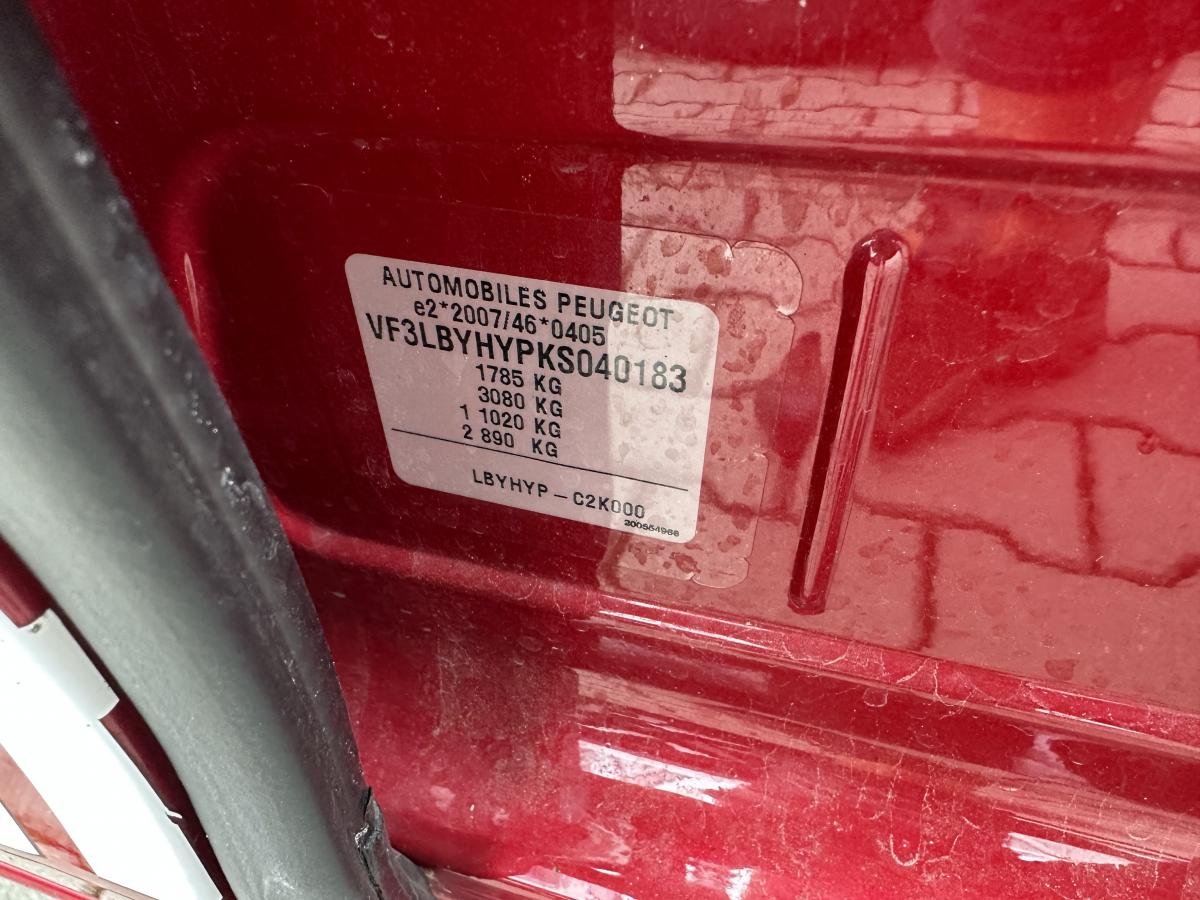 AUTOMOBILES PEUGEOT
e2*2007/46*0405
VF3LBYHYPKS040183
1785 KG
3080 KG
1 1020 KG
2 890 KG
LBYHYP - C2K000
200554966